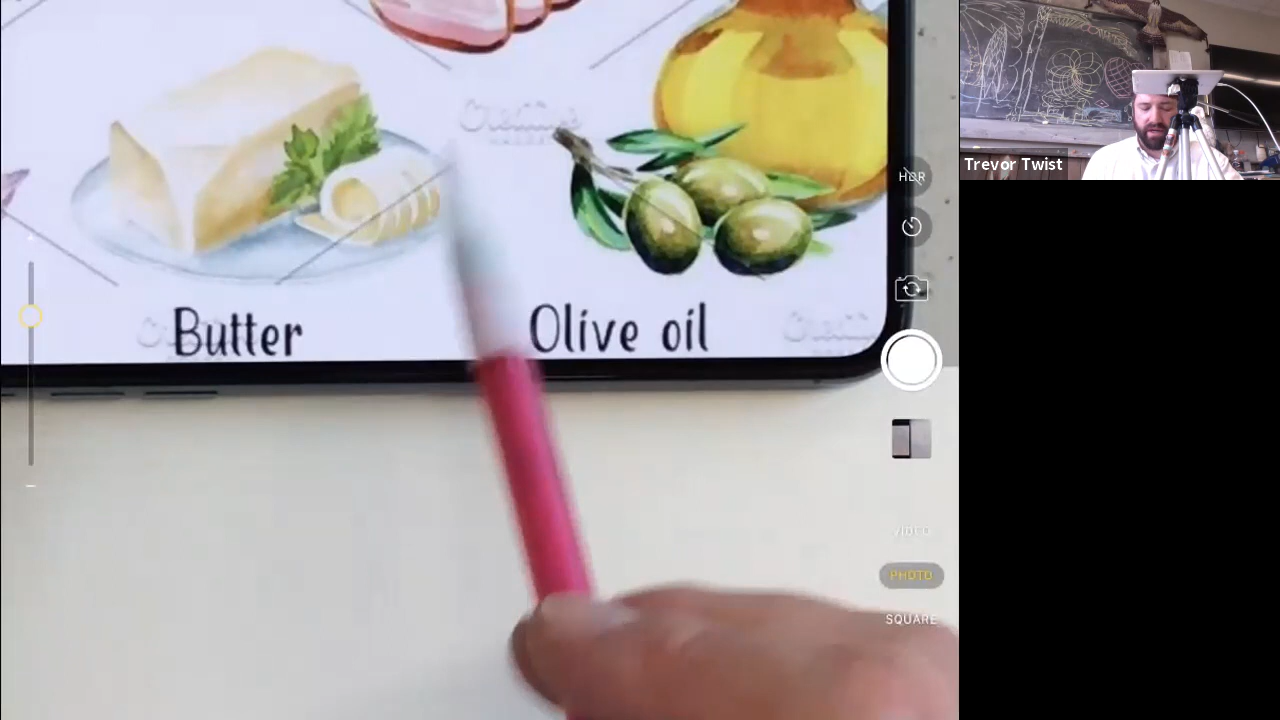 Trevor Twist
HDR
Butter
Olive oil
VIDEO
PHOTO
SQUARE